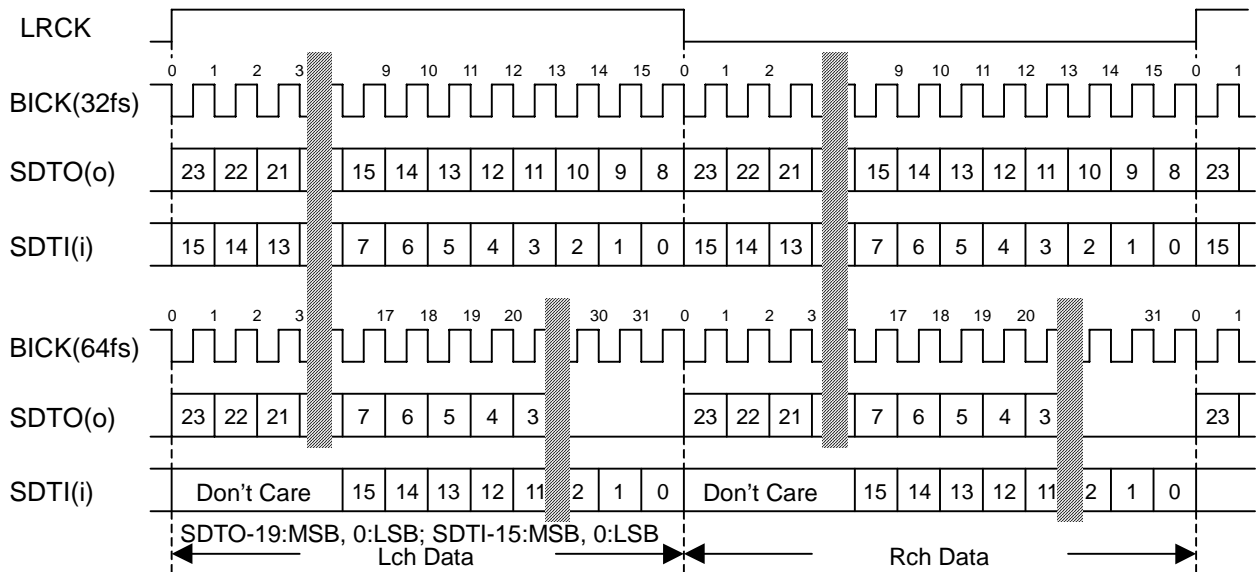 LRCK
0 1 2 3 9 10 11 12 13 14 15 0 1 2 9 10 11 12 13 14 15 0 1
BICK(32fs)
SDTO(o) 23 22 21 15 14 13 12 11 10 9 8 23 22 21 15 14 13 12 11 10 9 8 23
SDTI(i) 15 14 13 7 6 5 4 3 2 1 0 15 14 13 7 6 5 4 3 2 1 0 15
0 1 2 3 17 18 19 20 30 31 0 1 2 3 17 18 19 20 31 0 1
BICK(64fs)
SDTO(o) 23 22 21 7 6 5 4 3 23 22 21 7 6 5 4 3 23
SDTI(i) Don't Care 15 14 13 12 11 2 1 0 Don't Care 15 14 13 12 11 2 1 0
SDTO-19:MSB, 0:LSB; SDTI-15:MSB, 0:LSB
Lch Data Rch Data